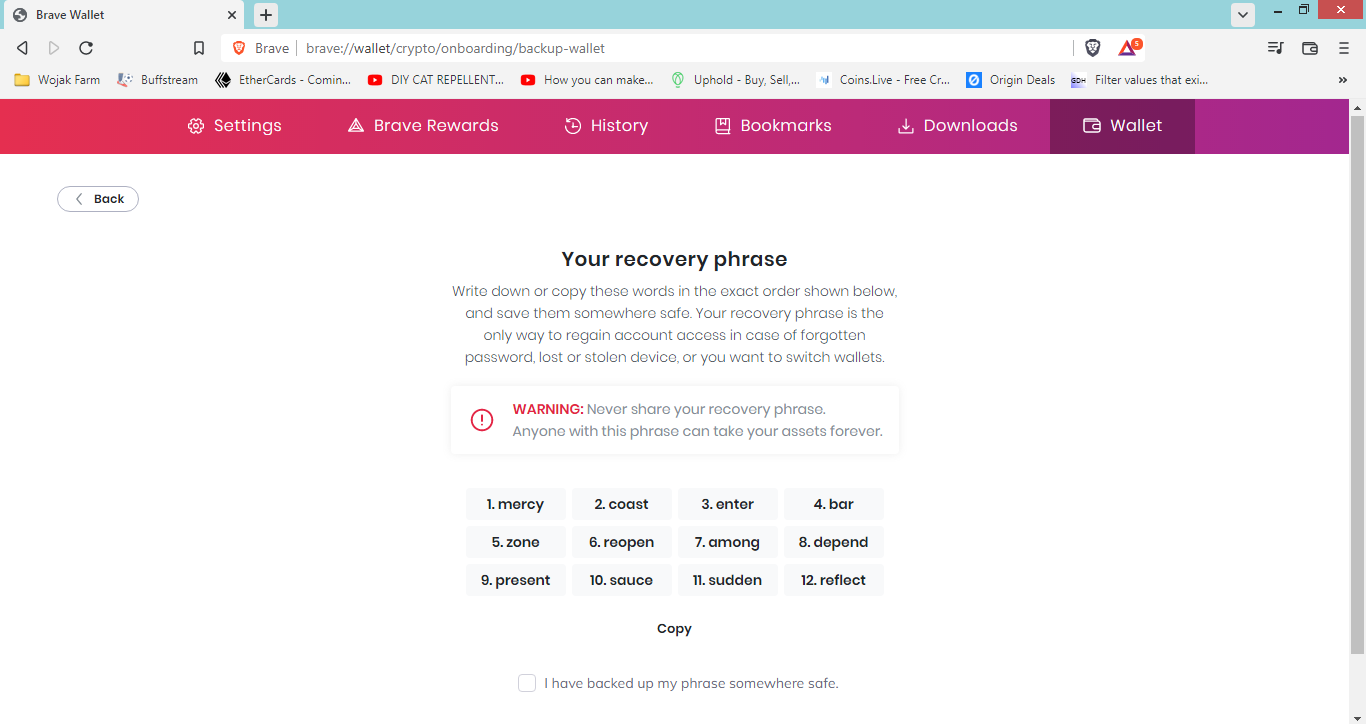 Brave Wallet
Brave
brave://wallet/crypto/onboarding/backup-wallet
5
Wojak Farm
Buffstream
EtherCards - Comin...
DIY CAT REPELLENT...
How you can make...
Uphold - Buy, Sell,...
Coins.Live - Free Cr...
Origin Deals
Filter values that exi...
Settings
Brave Rewards
History
Bookmarks
Downloads
Wallet
Back
Your recovery phrase
Write down or copy these words in the exact order shown below,
and save them somewhere safe. Your recovery phrase is the
only way to regain account access in case of forgotten
password, lost or stolen device, or you want to switch wallets.
WARNING: Never share your recovery phrase.
Anyone with this phrase can take your assets forever.
1. mercy
2. coast
3. enter
4. bar
5. zone
6. reopen
7. among
8. depend
9. present
10. sauce
11. sudden
12. reflect
Copy
I have backed up my phrase somewhere safe.